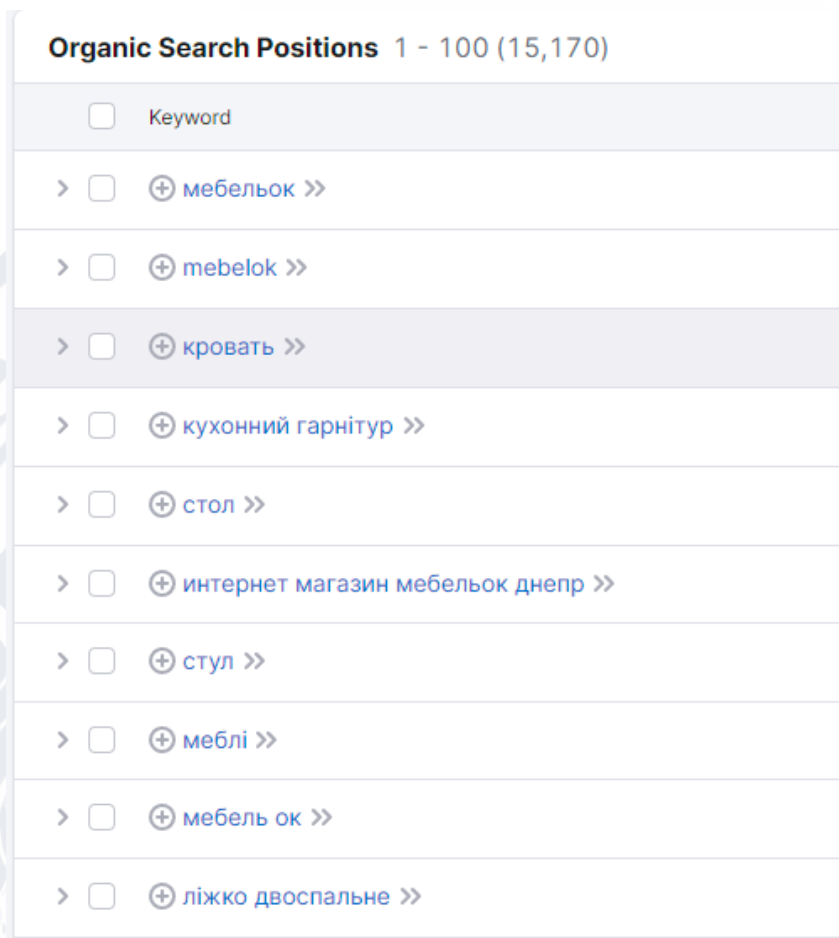 Organic Search Positions 1 - 100 (15,170)
Keyword
мебельок
mebelok
кровать
кухонний гарнітур
стол
интернет магазин мебельок днепр
стул
меблі
мебель ок
ліжко двоспальне